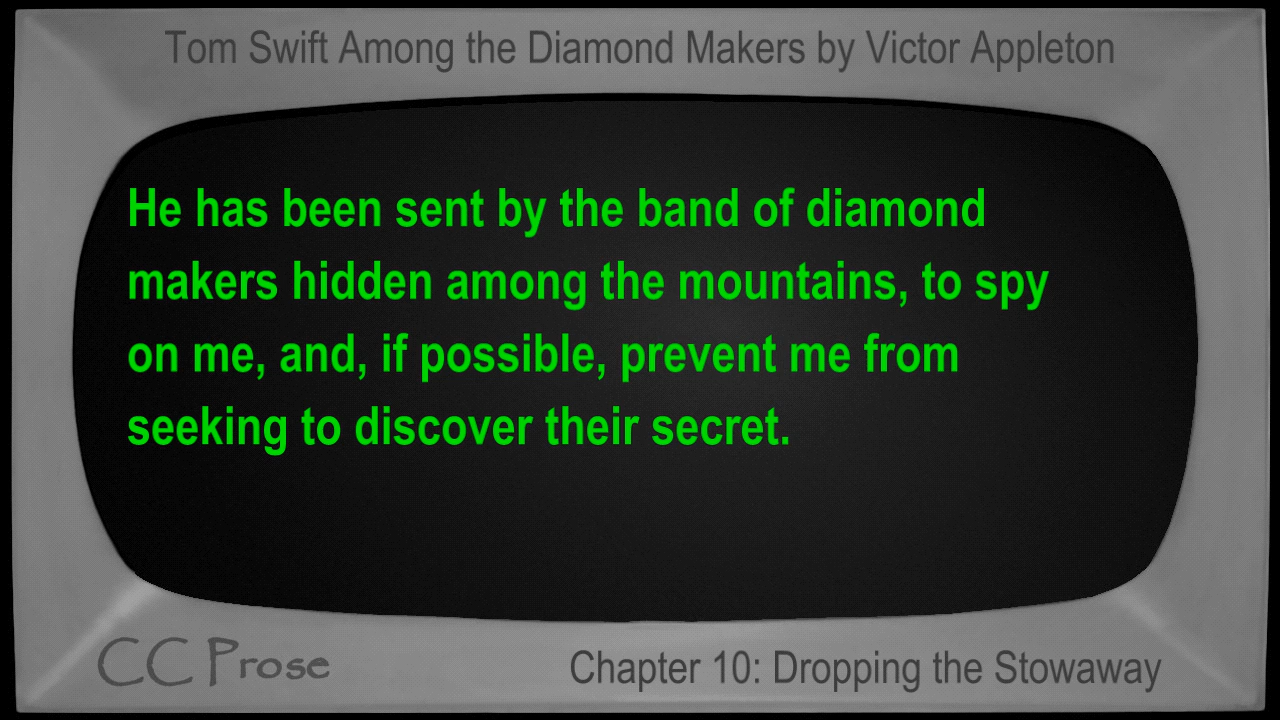 Tom Swift Among the Diamond Makers by Victor Appleton
He has been sent by the band of diamond
makers hidden among the mountains, to spy
on me, and, if possible, prevent me from
seeking to discover their secret.
CC Prose
Chapter 10: Dropping the Stowaway